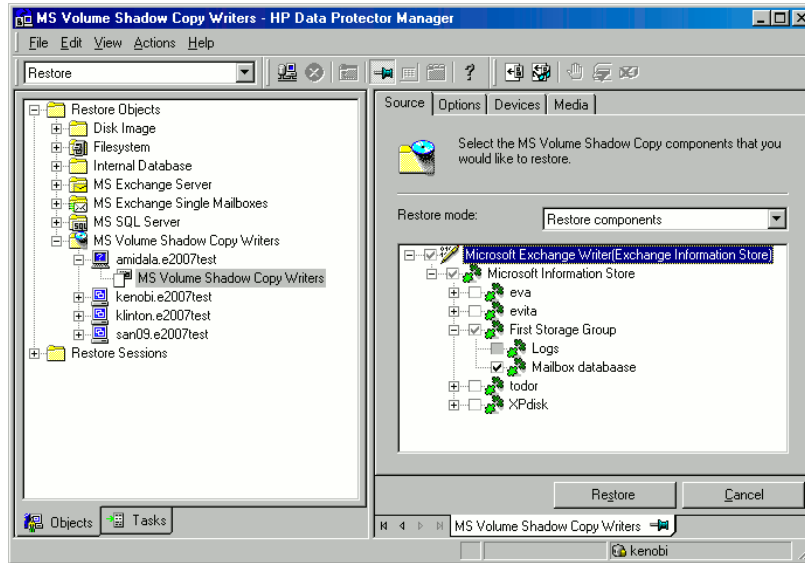 MS Volume Shadow Copy Writers - HP Data Protector Manager
File Edit View Actions Help
Restore
Restore Objects
Disk Image
Filesystem
Internal Database
MS Exchange Server
MS Exchange Single Mailboxes
SQL MS SQL Server
MS Volume Shadow Copy Writers
amidala.e2007test
MS Volume Shadow Copy Writers
kenobi.e2007test
klinton.e2007test
san09.e2007test
Restore Sessions
Objects Tasks
Source Options Devices Media
Select the MS Volume Shadow Copy components that you
would like to restore.
Restore mode: Restore components
Microsoft Exchange Writer(Exchange Information Store)
Microsoft Information Store
eva
evita
First Storage Group
Logs
Mailbox databaase
todor
XPdisk
Restore Cancel
MS Volume Shadow Copy Writers
kenobi